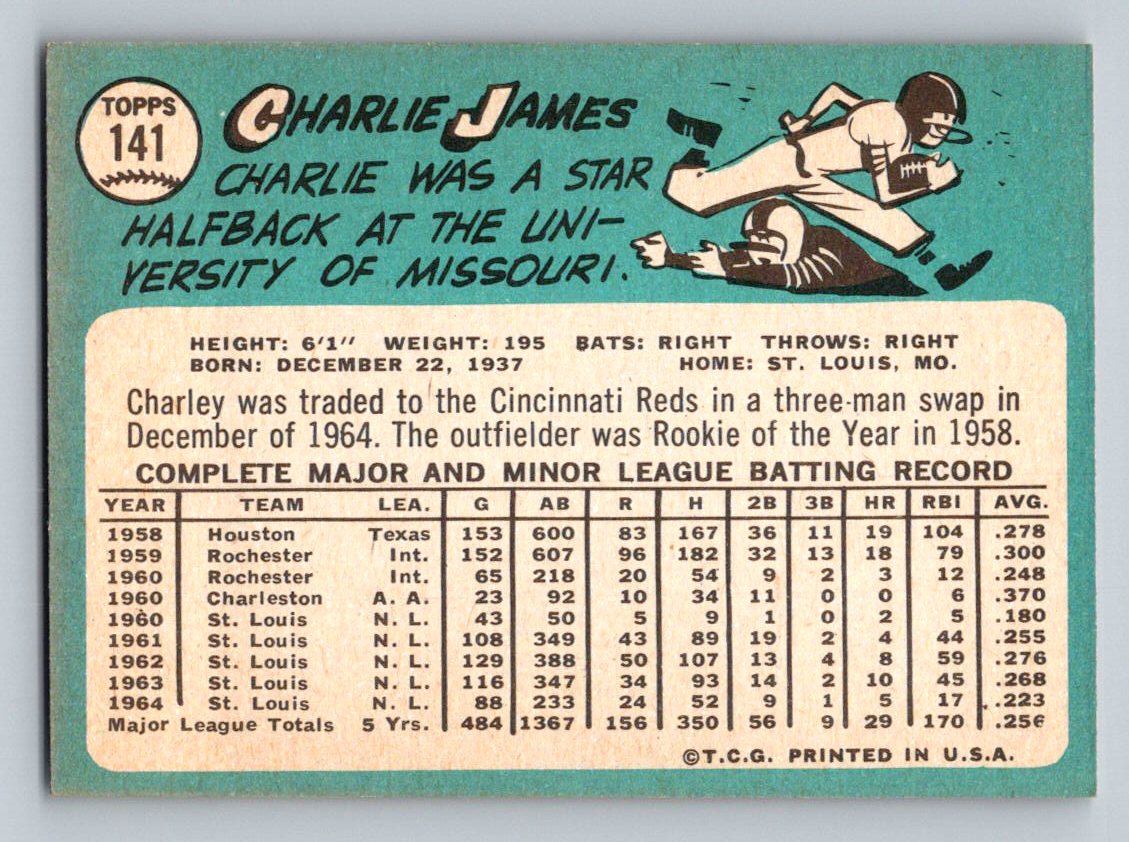 TOPPS
141
CHARLIE JAMES
CHARLIE WAS A STAR
HALFBACK AT THE UNI-
VERSITY OF MISSOURI.
HEIGHT: 6'1" WEIGHT: 195 BATS: RIGHT THROWS: RIGHT
BORN: DECEMBER 22, 1937 HOME: ST. LOUIS, MO.
Charley was traded to the Cincinnati Reds in a three-man swap in
December of 1964. The outfielder was Rookie of the Year in 1958.
COMPLETE MAJOR AND MINOR LEAGUE BATTING RECORD
YEAR TEAM LEA. G AB R H 2B 3B HR RBI AVG.
1958 Houston Texas 153 600 83 167 36 11 19 104 .278
1959 Rochester Int. 152 607 96 182 32 13 18 79 .300
1960 Rochester Int. 65 218 20 54 9 2 3 12 .248
1960 Charleston A. A. 23 92 10 34 11 0 0 6 .370
1960 St. Louis N. L. 43 50 5 9 1 0 2 5 .180
1961 St. Louis N. L. 108 349 43 89 19 2 4 44 .255
1962 St. Louis N. L. 129 388 50 107 13 4 8 59 .276
1963 St. Louis N. L. 116 347 34 93 14 2 10 45 .268
1964 St. Louis N. L. 88 233 24 52 9 1 5 17 .223
Major League Totals 5 Yrs. 484 1367 156 350 56 9 29 170 .256
©T.C.G. PRINTED IN U.S.A.